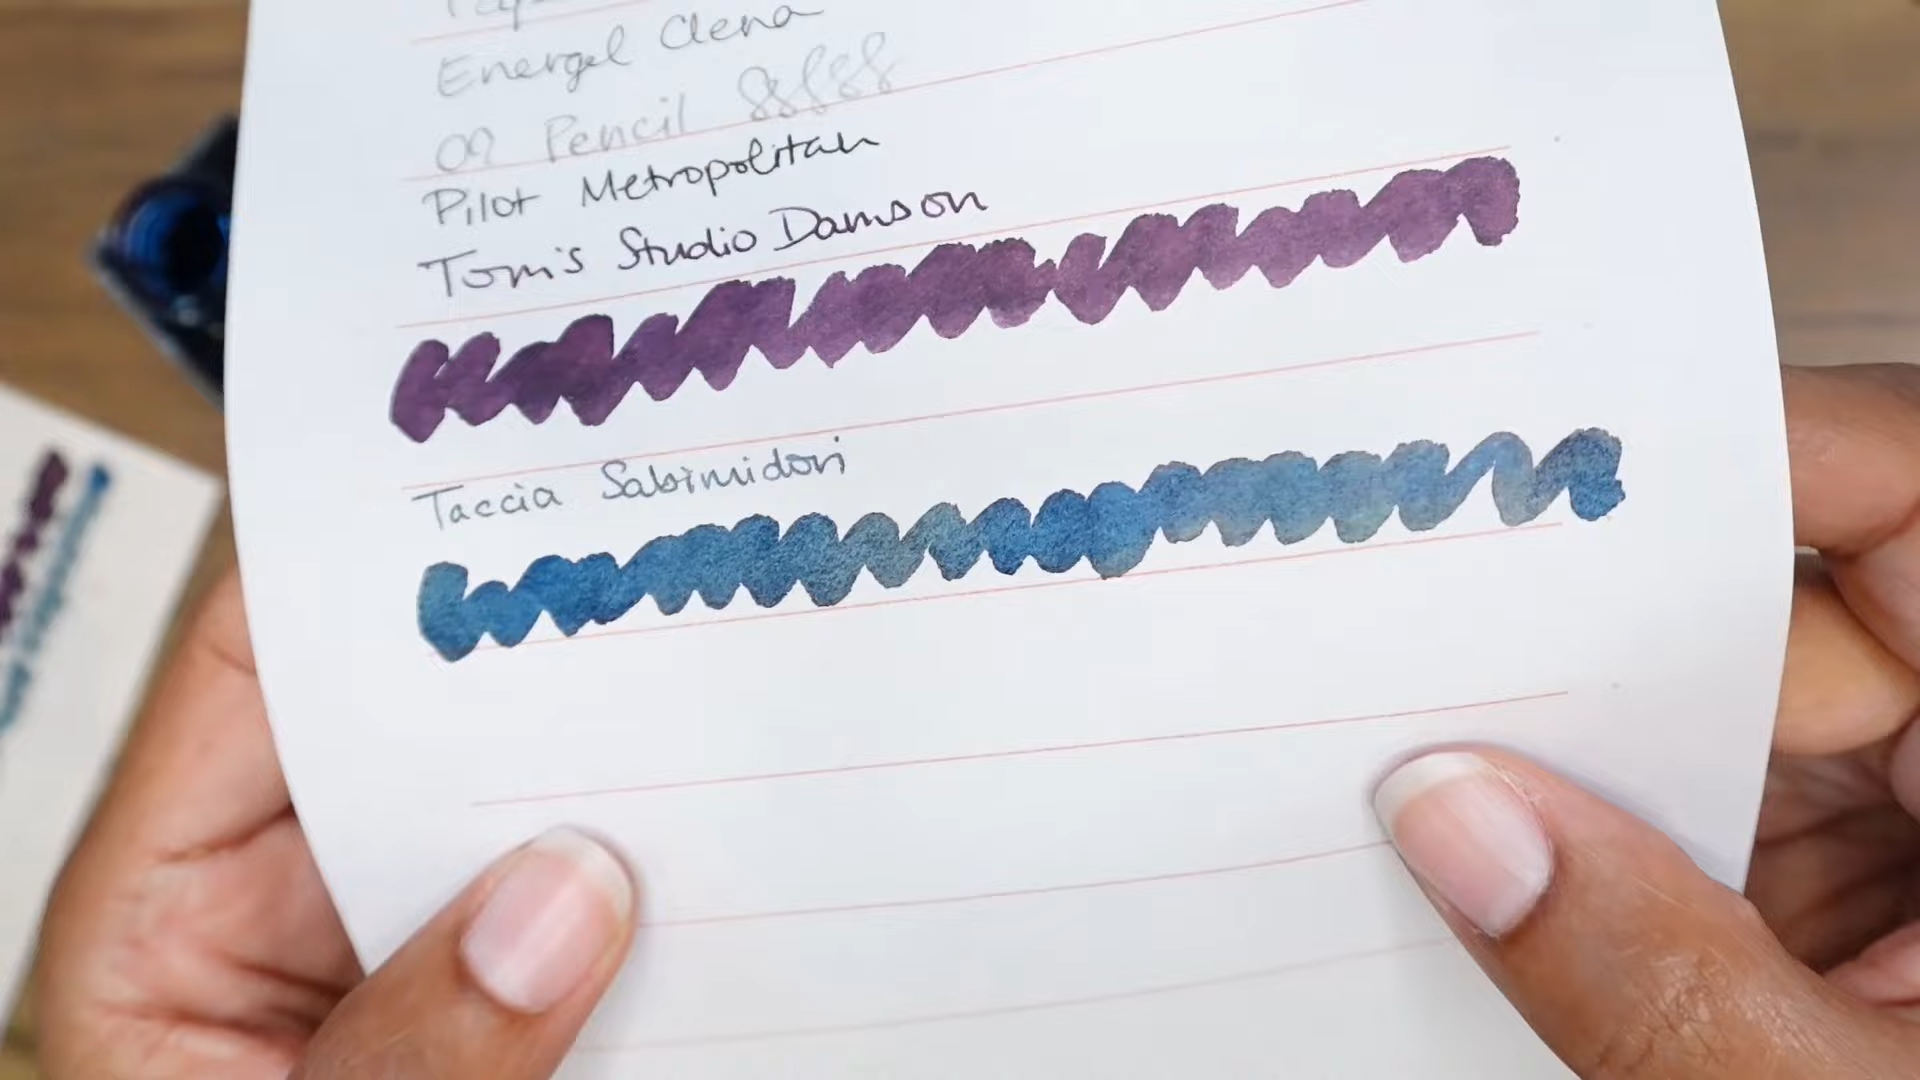 Energel Clena
09 Pencil
Pilot Metropolitan
Tom's Studio Damson
Taccia Sabimidori